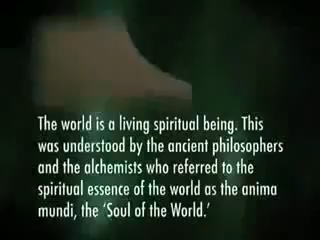 The world is a living spiritual being. This
was understood by the ancient philosophers
and the alchemists who referred to the
spiritual essence of the world as the anima
mundi, the ‘Soul of the World.’